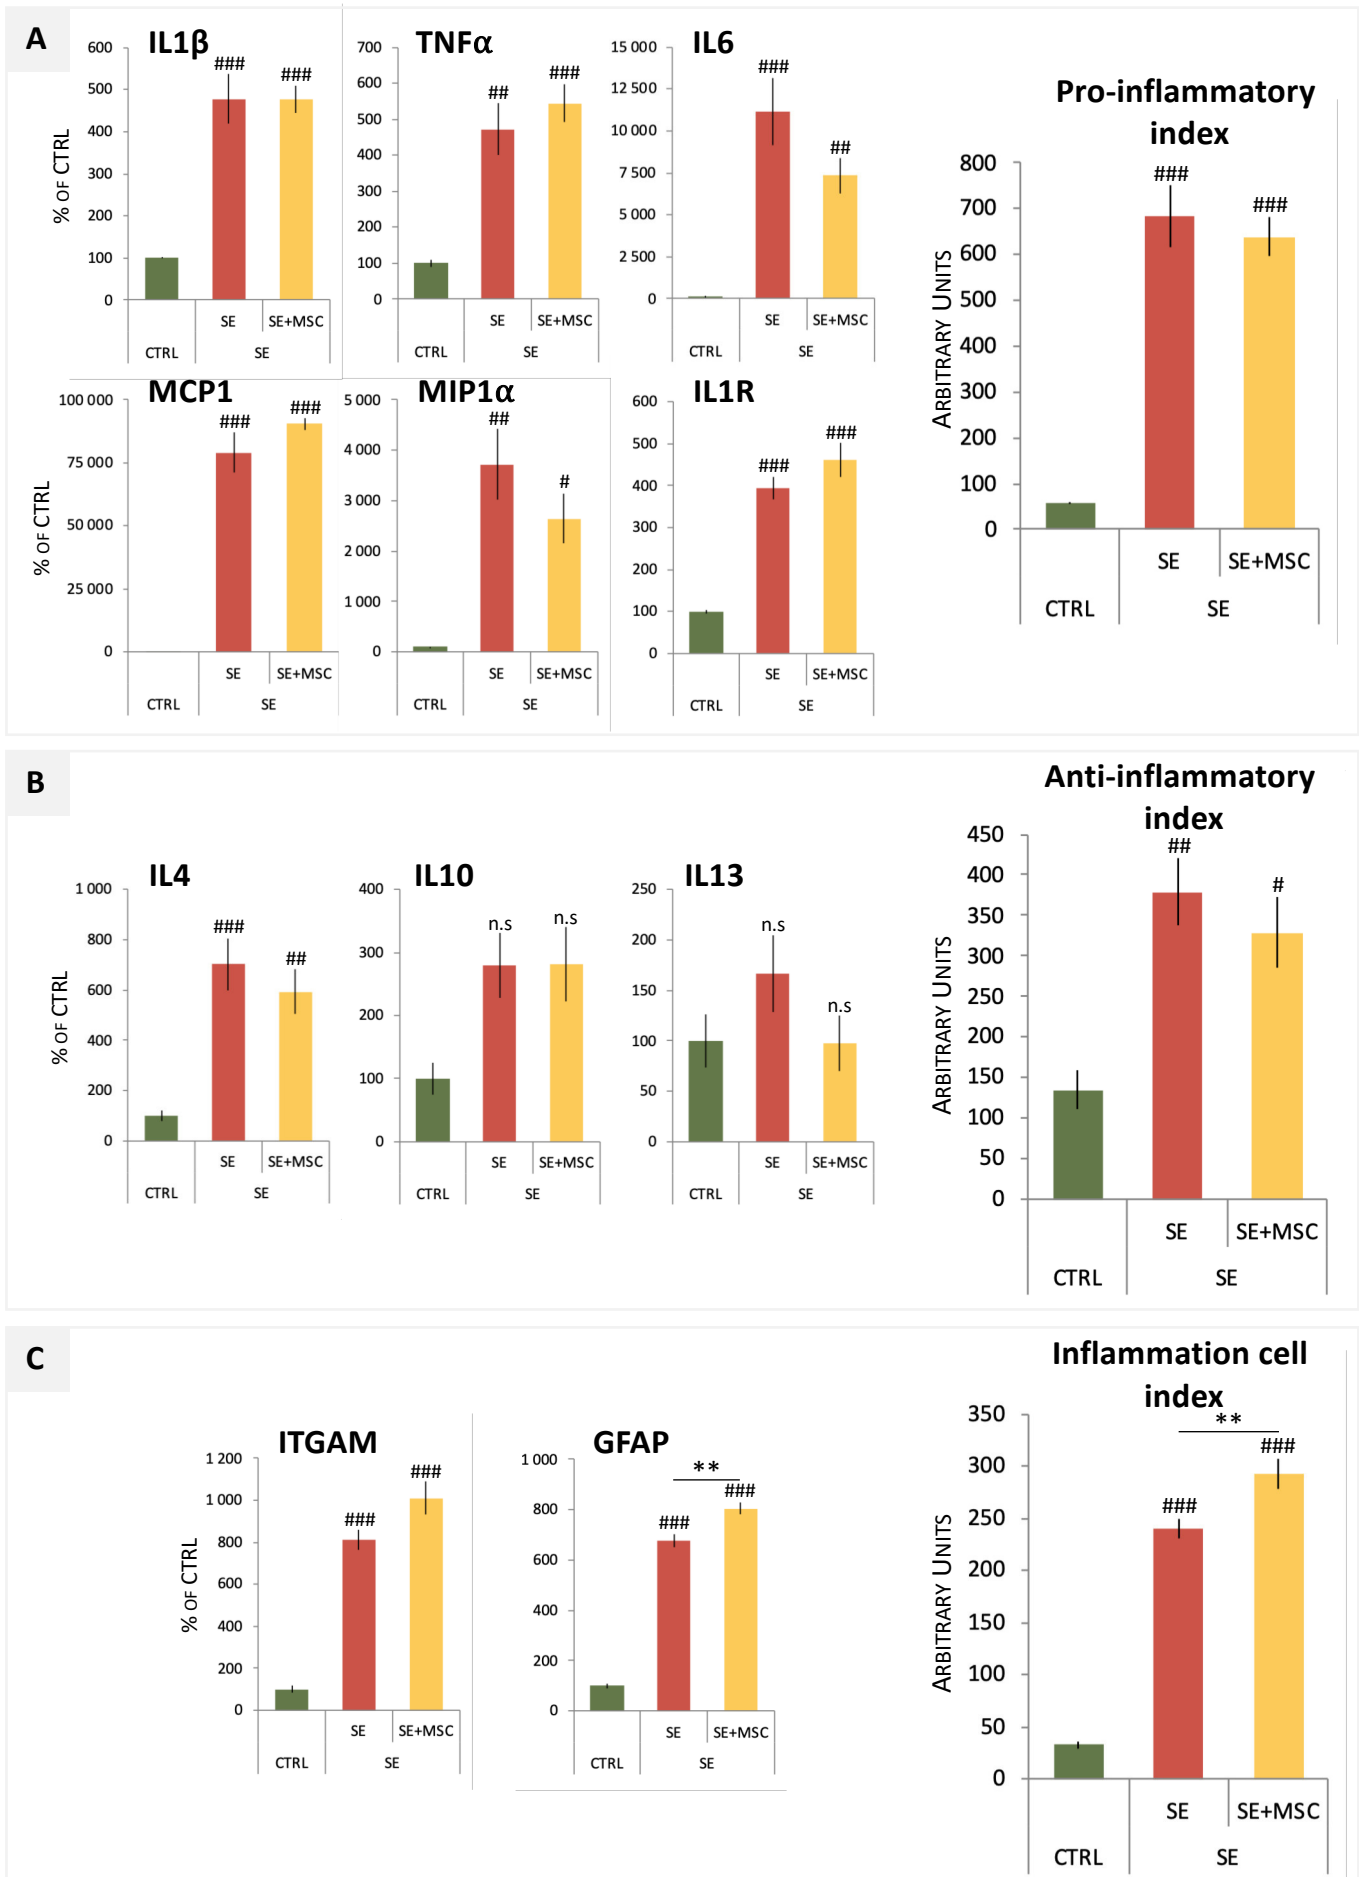 A
IL1β
600
500
400
300
200
100
0
% OF CTRL
###
###
SE
SE+MSC
CTRL
SE
TNFα
700
600
500
400
300
200
100
0
##
###
SE
SE+MSC
CTRL
SE
IL6
15 000
12 500
10 000
7 500
5 000
2 500
0
###
##
SE
SE+MSC
CTRL
SE
Pro-inflammatory
index
800
700
600
500
400
300
200
100
0
ARBITRARY UNITS
###
###
SE
SE+MSC
CTRL
SE
MCP1
100 000
75 000
50 000
25 000
0
% OF CTRL
###
###
SE
SE+MSC
CTRL
SE
MIP1α
5 000
4 000
3 000
2 000
1 000
0
##
#
SE
SE+MSC
CTRL
SE
IL1R
600
500
400
300
200
100
0
###
###
SE
SE+MSC
CTRL
SE
B
IL4
1 000
800
600
400
200
0
% OF CTRL
###
##
SE
SE+MSC
CTRL
SE
IL10
400
300
200
100
0
n.s
n.s
SE
SE+MSC
CTRL
SE
IL13
250
200
150
100
50
0
n.s
n.s
SE
SE+MSC
CTRL
SE
Anti-inflammatory
index
450
400
350
300
250
200
150
100
50
0
ARBITRARY UNITS
##
#
SE
SE+MSC
CTRL
SE
C
ITGAM
1 200
1 000
800
600
400
200
0
% OF CTRL
###
###
SE
SE+MSC
CTRL
SE
GFAP
1 000
800
600
400
200
0
**
###
###
SE
SE+MSC
CTRL
SE
Inflammation cell
index
350
300
250
200
150
100
50
0
ARBITRARY UNITS
**
###
###
SE
SE+MSC
CTRL
SE